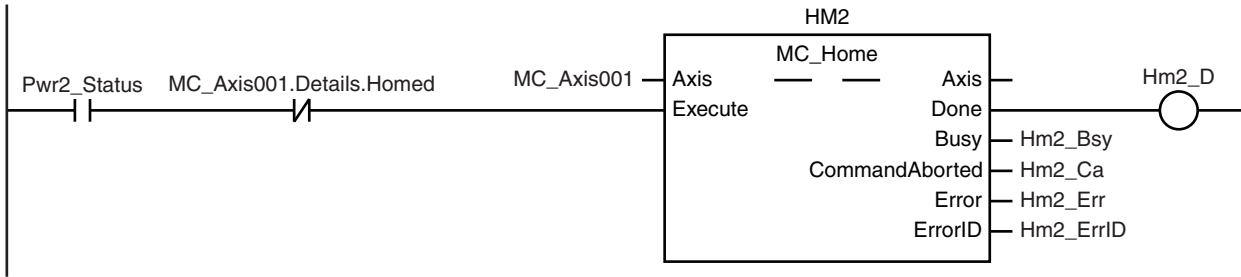 HM2
MC_Home
Pwr2_Status MC_Axis001.Details.Homed MC_Axis001 Axis Axis Hm2_D
Execute Done
Busy Hm2_Bsy
CommandAborted Hm2_Ca
Error Hm2_Err
ErrorID Hm2_ErrID